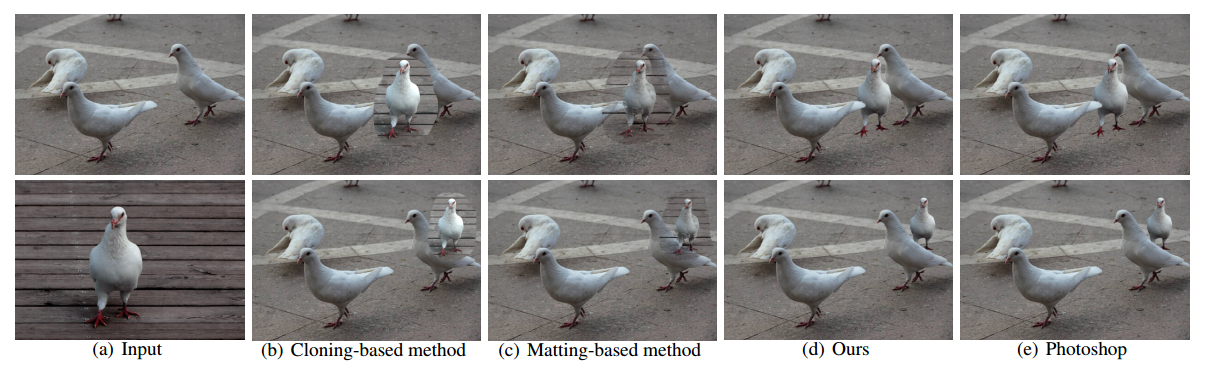 (a) Input
(b) Cloning-based method
(c) Matting-based method
(d) Ours
(e) Photoshop